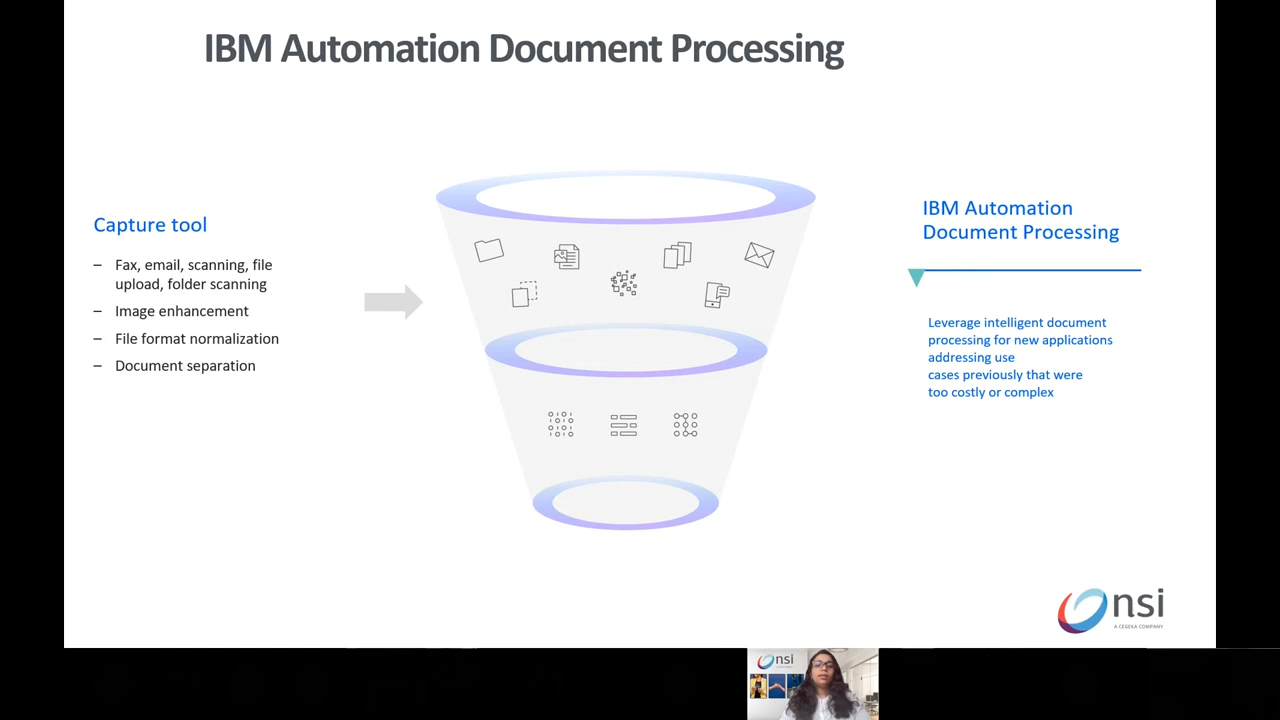 IBM Automation Document Processing
Capture tool
– Fax, email, scanning, file
upload, folder scanning
– Image enhancement
– File format normalization
– Document separation
IBM Automation
Document Processing
Leverage intelligent document
processing for new applications
addressing use
cases previously that were
too costly or complex
nsi
A CEGEKA COMPANY
nsi